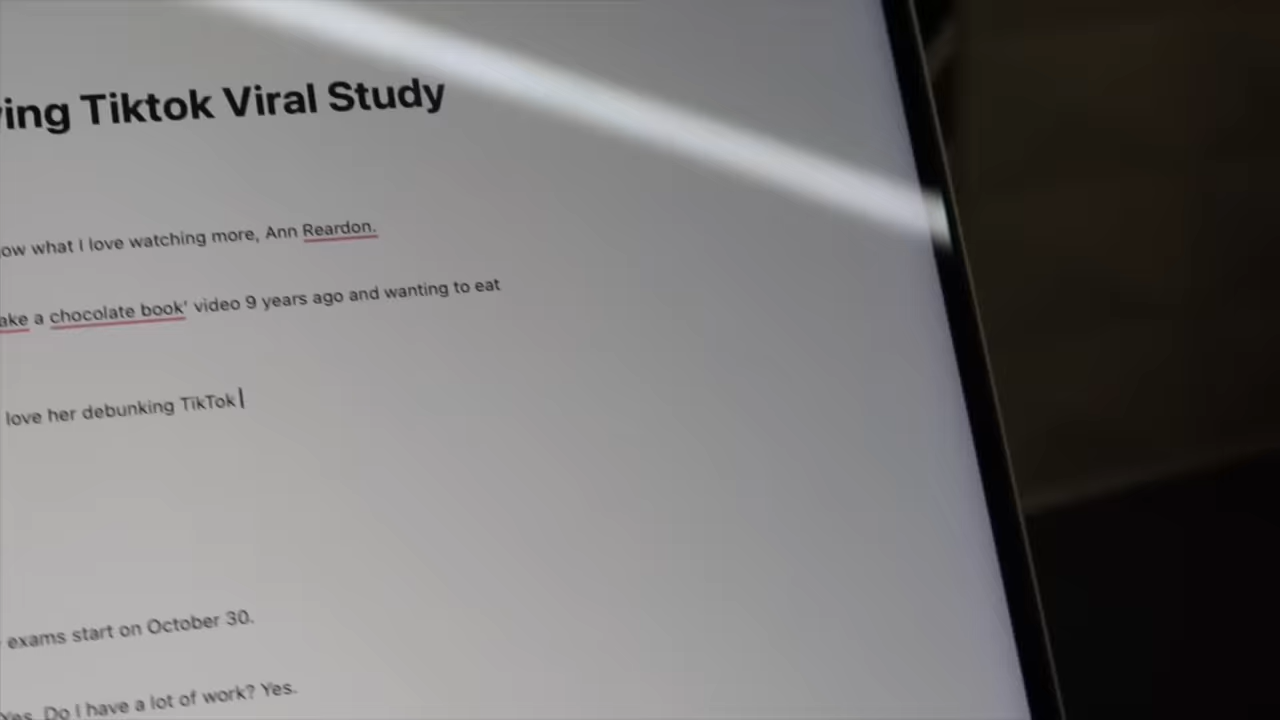 ing Tiktok Viral Study
ow what I love watching more, Ann Reardon.
ake a chocolate book' video 9 years ago and wanting to eat
love her debunking TikTok
exams start on October 30.
Yes. Do I have a lot of work? Yes.